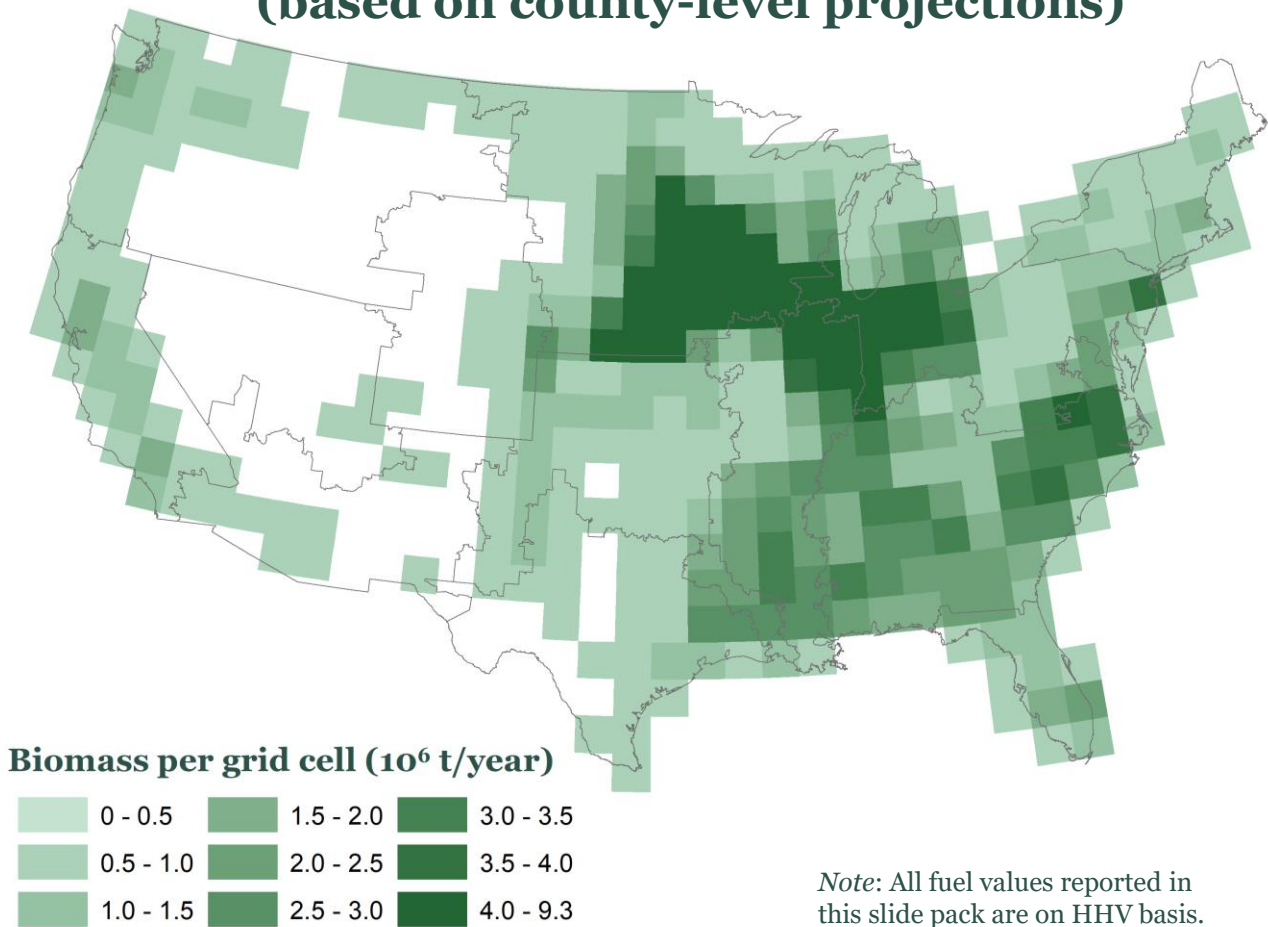 (based on county-level projections)
Biomass per grid cell (10⁶ t/year)
0 - 0.5
1.5 - 2.0
3.0 - 3.5
0.5 - 1.0
2.0 - 2.5
3.5 - 4.0
1.0 - 1.5
2.5 - 3.0
4.0 - 9.3
Note: All fuel values reported in
this slide pack are on HHV basis.